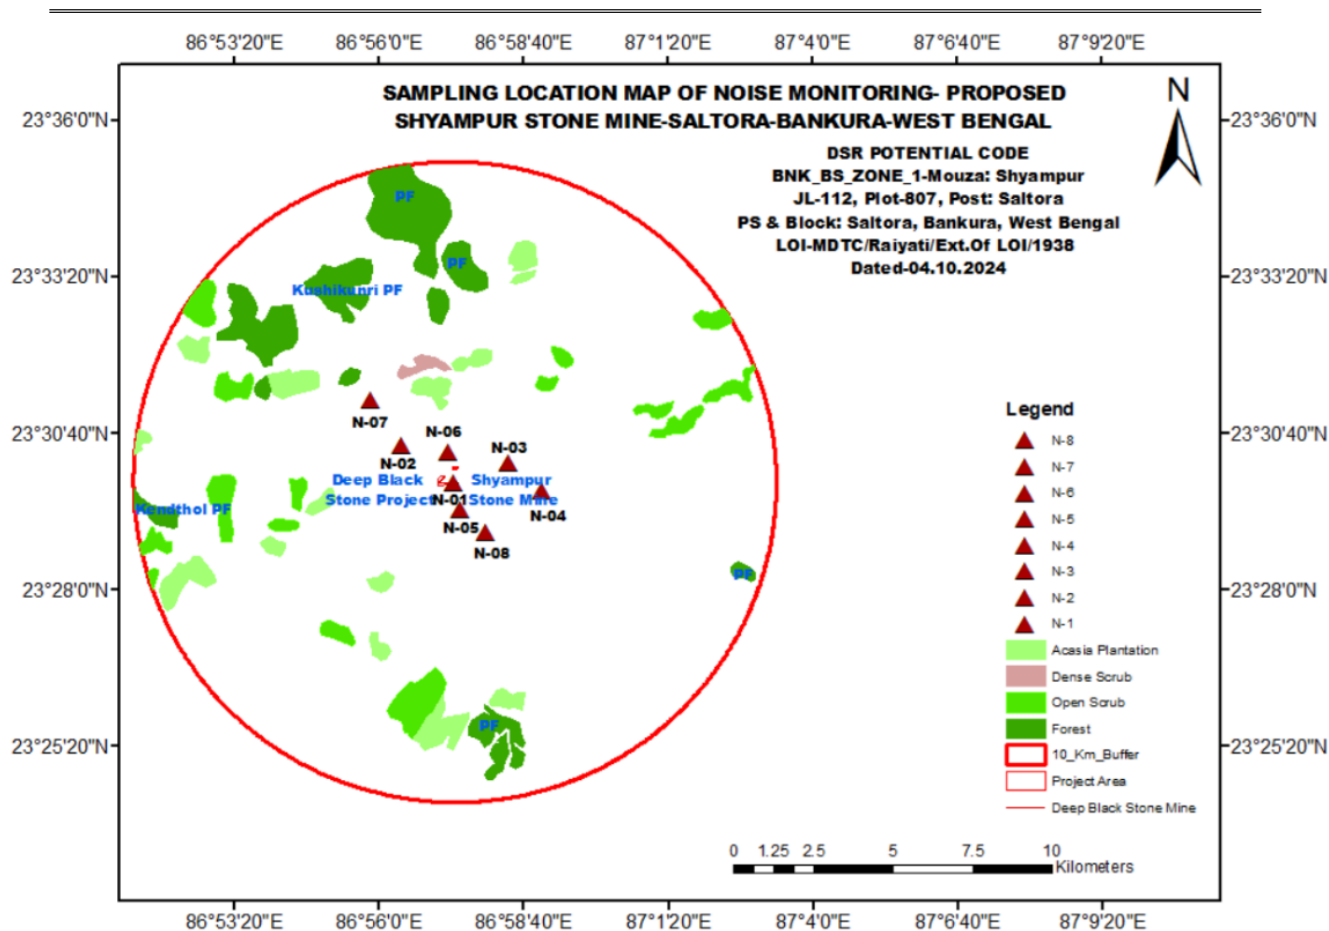 86°53'20"E 86°56'0"E 86°58'40"E 87°1'20"E 87°4'0"E 87°6'40"E 87°9'20"E
SAMPLING LOCATION MAP OF NOISE MONITORING- PROPOSED
SHYAMPUR STONE MINE-SALTORA-BANKURA-WEST BENGAL
N
23°36'0"N 23°36'0"N
DSR POTENTIAL CODE
BNK_BS_ZONE_1-Mouza: Shyampur
JL-112, Plot-807, Post: Saltora
PS & Block: Saltora, Bankura, West Bengal
LOI-MDTC/Raiyati/Ext.Of LOI/1938
Dated-04.10.2024
PF
PF
23°33'20"N 23°33'20"N
Kushikunri PF
N-07
N-06
23°30'40"N 23°30'40"N
N-03
N-02
Deep Black
Stone Project
Shyampur
Stone Mine
N-01
Kendthol PF
N-04
N-05
N-08
PF
23°28'0"N 23°28'0"N
PF
23°25'20"N 23°25'20"N
Legend
N-8
N-7
N-6
N-5
N-4
N-3
N-2
N-1
Acasia Plantation
Dense Scrub
Open Scrub
Forest
10_Km_Buffer
Project Area
Deep Black Stone Mine
0 1.25 2.5 5 7.5 10
Kilometers
86°53'20"E 86°56'0"E 86°58'40"E 87°1'20"E 87°4'0"E 87°6'40"E 87°9'20"E